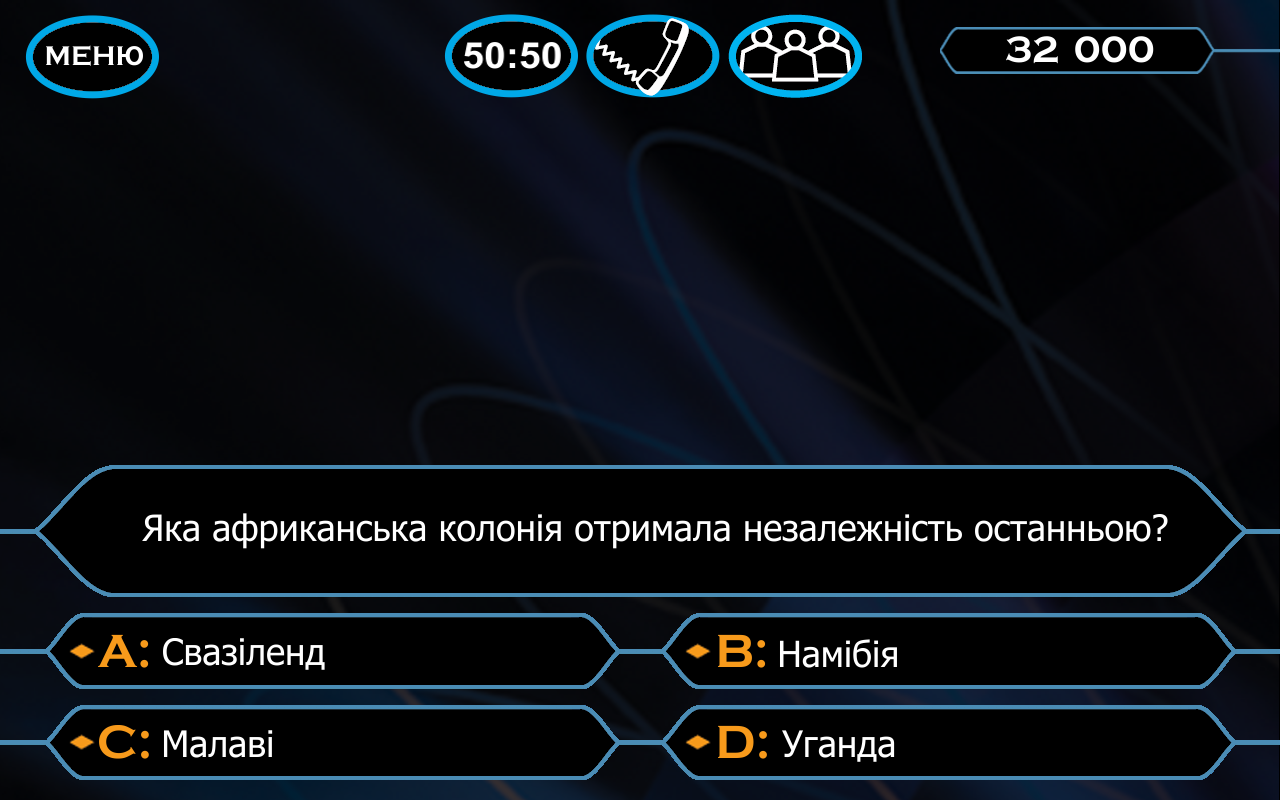 МЕНЮ
50:50
32 000
Яка африканська колонія отримала незалежність останньою?
A: Свазіленд
B: Намібія
C: Малаві
D: Уганда